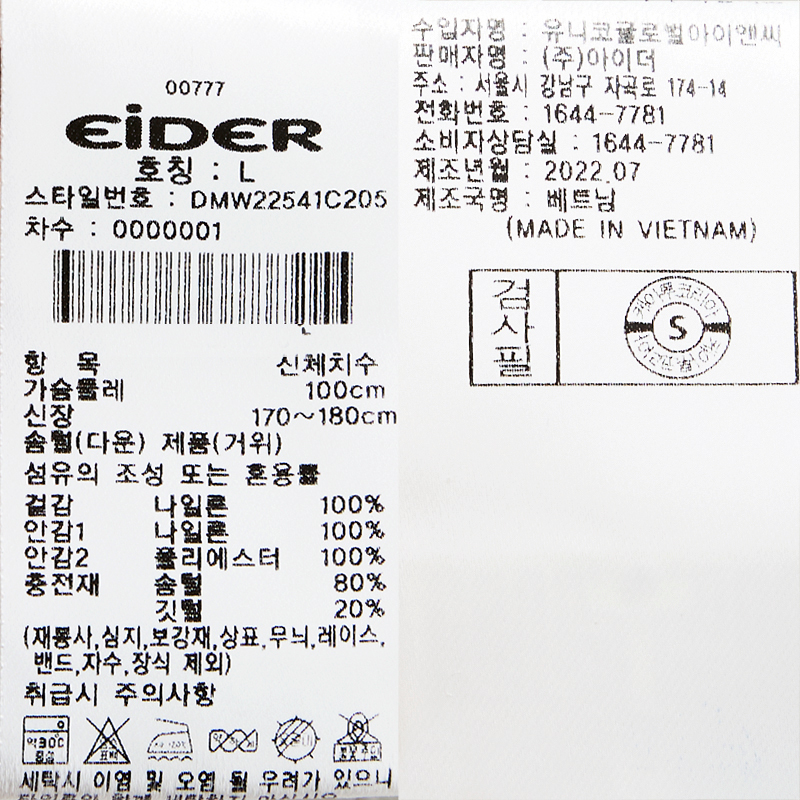 00777
EiDER
호칭 : L
스타일번호 : DMW22541C205
차수 : 0000001
항 목 신체치수
가슴둘레 100cm
신장 170~180cm
솜털(다운) 제품(거위)
섬유의 조성 또는 혼용률
겉감 나일론 100%
안감1 나일론 100%
안감2 폴리에스터 100%
충전재 솜털 80%
깃털 20%
(재봉사,심지,보강재,상표,무늬,레이스,
밴드,자수,장식 제외)
취급시 주의사항
약30℃
중성
세탁시 이염 및 오염 될 우려가 있으니
수입자명 : 유니코글로벌아이앤씨
판매자명 : (주)아이더
주소 : 서울시 강남구 자곡로 174-14
전화번호 : 1644-7781
소비자상담실 : 1644-7781
제조년월 : 2022.07
제조국명 : 베트남
(MADE IN VIETNAM)
검사필
S